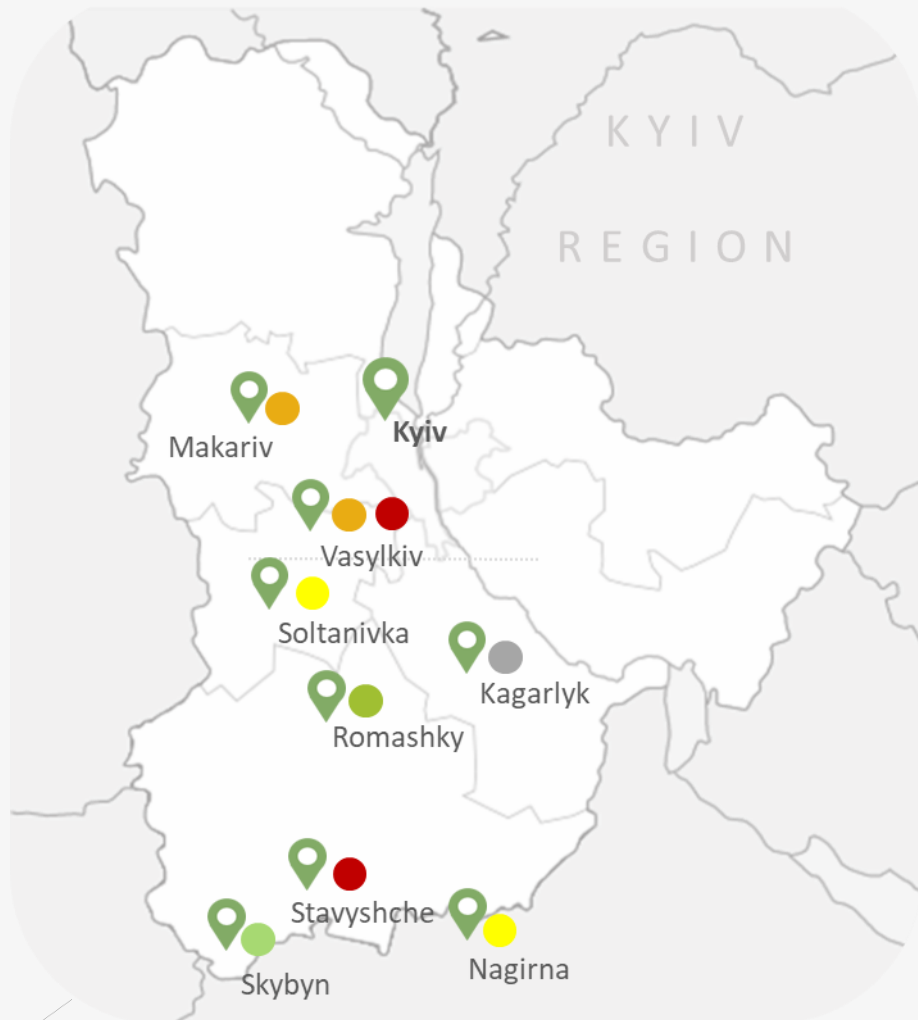 KYIV
REGION
Makariv
Kyiv
Vasylkiv
Soltanivka
Kagarlyk
Romashky
Stavyshche
Nagirna
Skybyn